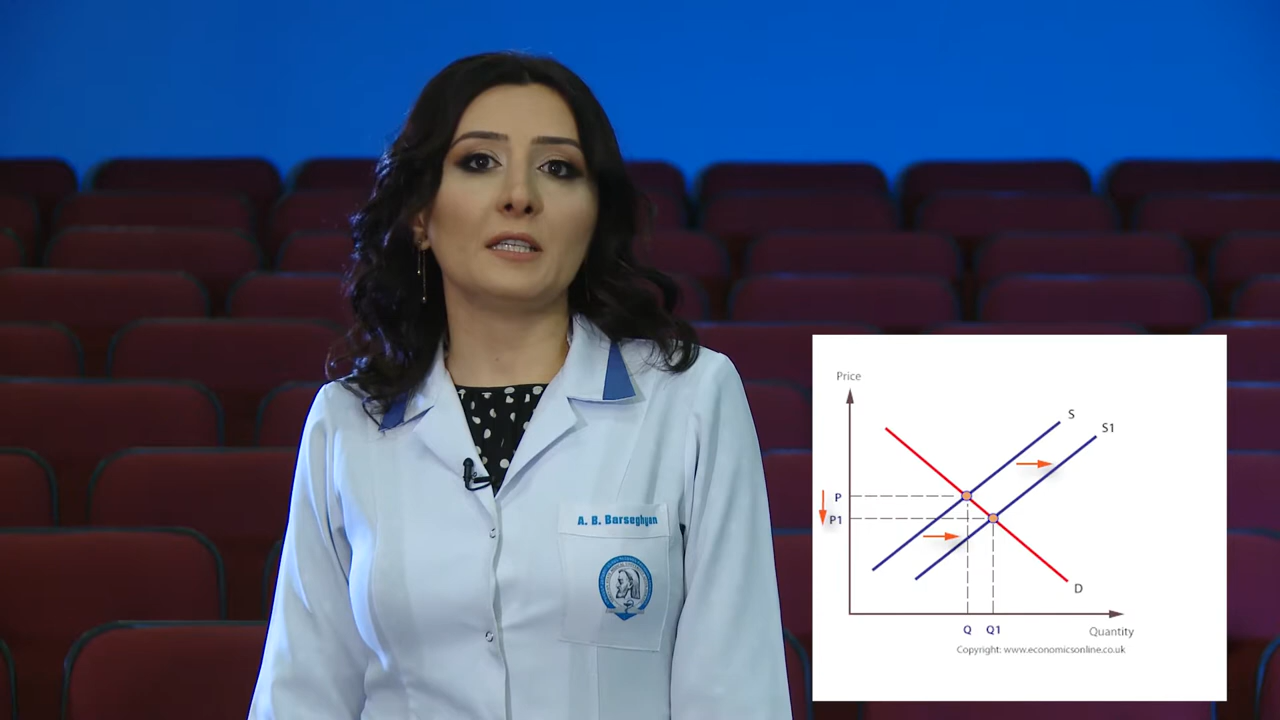 A. B. Barseghyan
Price
S
S1
P
P1
D
Q Q1
Quantity
Copyright: www.economicsonline.co.uk